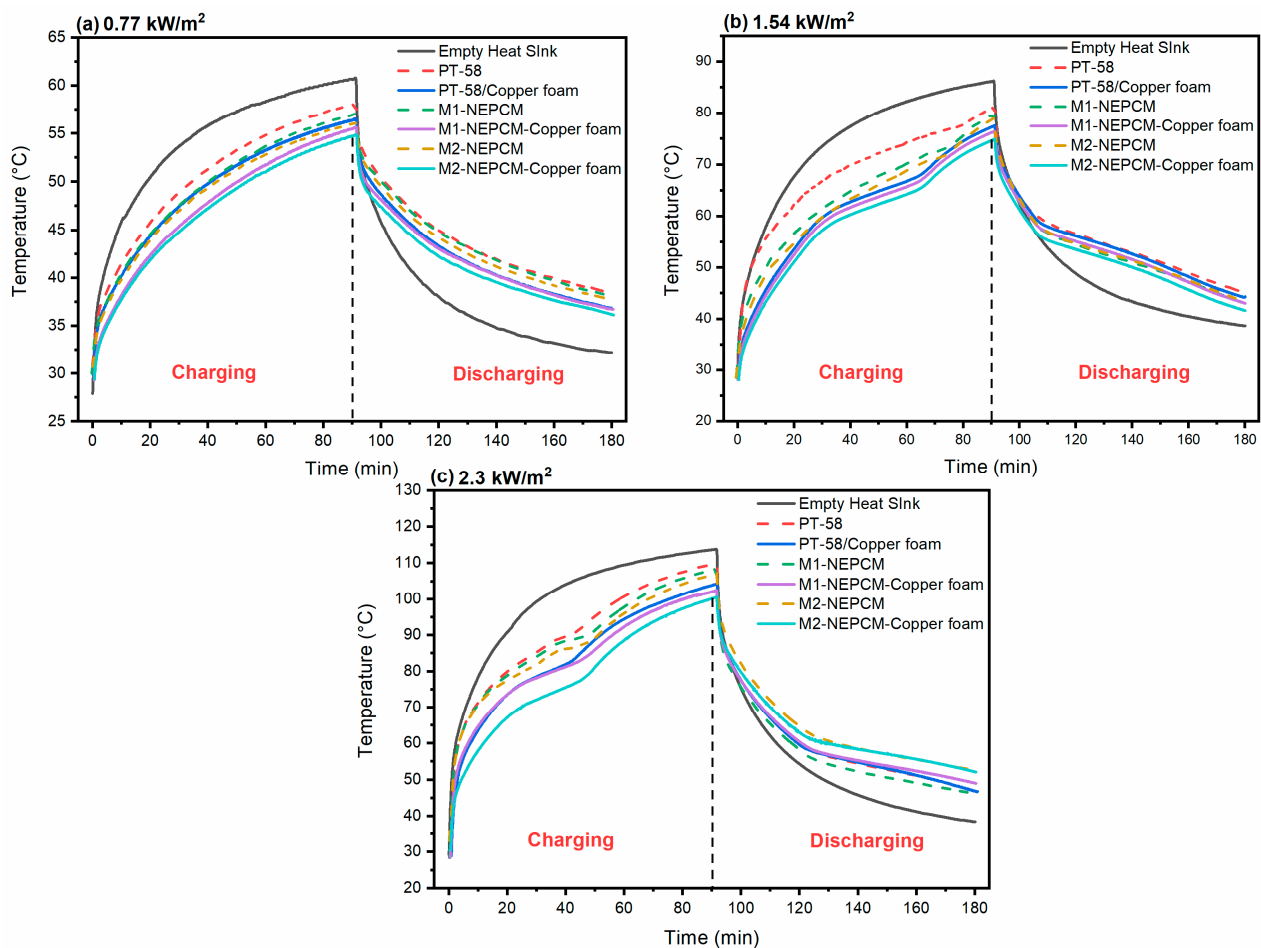 (a) 0.77 kW/m²
65
60
55
50
45
40
35
30
25
Temperature (°C)
Empty Heat SInk
PT-58
PT-58/Copper foam
M1-NEPCM
M1-NEPCM-Copper foam
M2-NEPCM
M2-NEPCM-Copper foam
Charging
Discharging
0 20 40 60 80 100 120 140 160 180
Time (min)
(b) 1.54 kW/m²
90
80
70
60
50
40
30
20
Temperature (°C)
Empty Heat SInk
PT-58
PT-58/Copper foam
M1-NEPCM
M1-NEPCM-Copper foam
M2-NEPCM
M2-NEPCM-Copper foam
Charging
Discharging
0 20 40 60 80 100 120 140 160 180
Time (min)
(c) 2.3 kW/m²
130
120
110
100
90
80
70
60
50
40
30
20
Temperature (°C)
Empty Heat SInk
PT-58
PT-58/Copper foam
M1-NEPCM
M1-NEPCM-Copper foam
M2-NEPCM
M2-NEPCM-Copper foam
Charging
Discharging
0 20 40 60 80 100 120 140 160 180
Time (min)